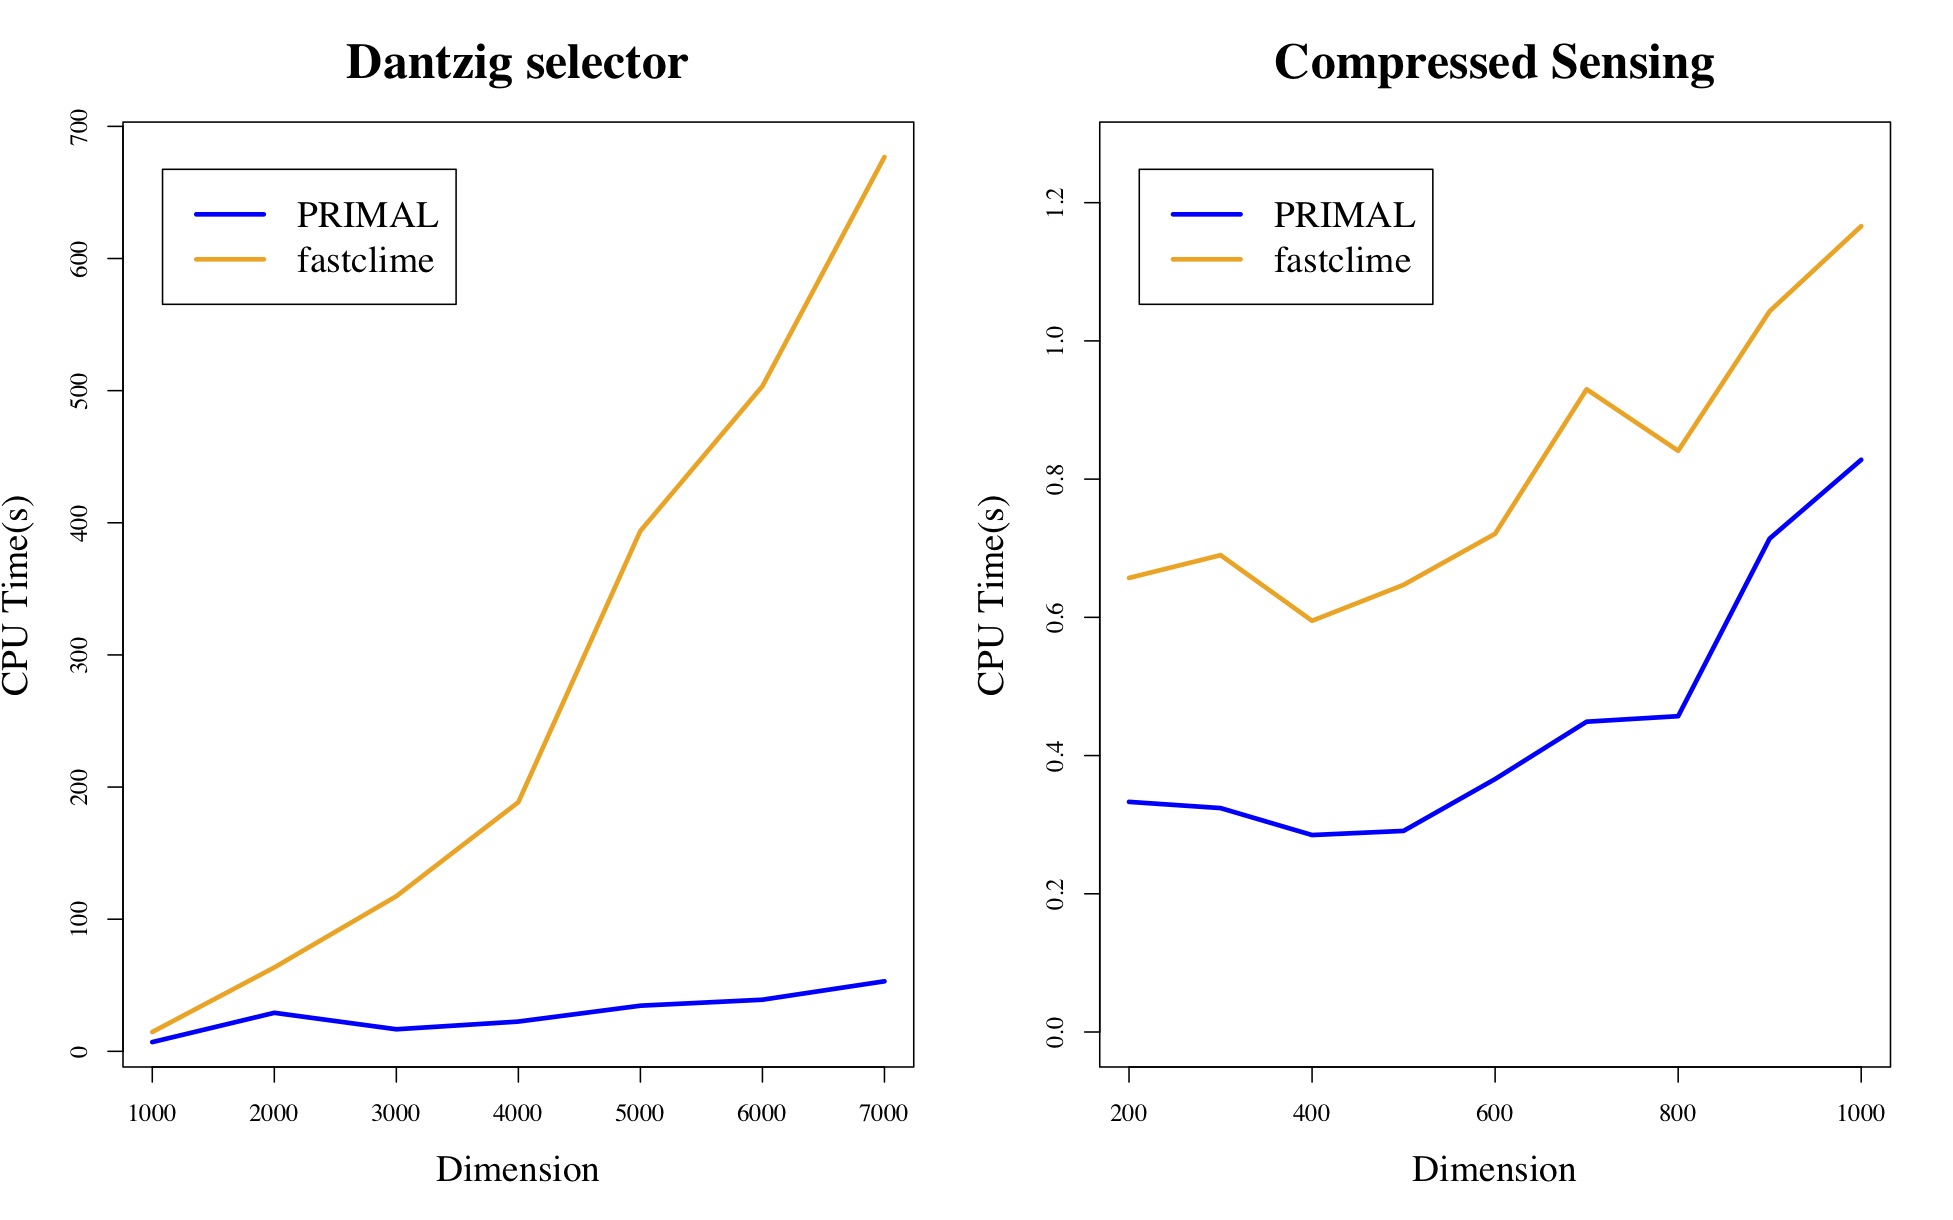 Dantzig selector
700
600
500
400
300
200
100
0
CPU Time(s)
PRIMAL
fastclime
1000 2000 3000 4000 5000 6000 7000
Dimension
Compressed Sensing
1.2
1.0
0.8
0.6
0.4
0.2
0.0
CPU Time(s)
PRIMAL
fastclime
200 400 600 800 1000
Dimension